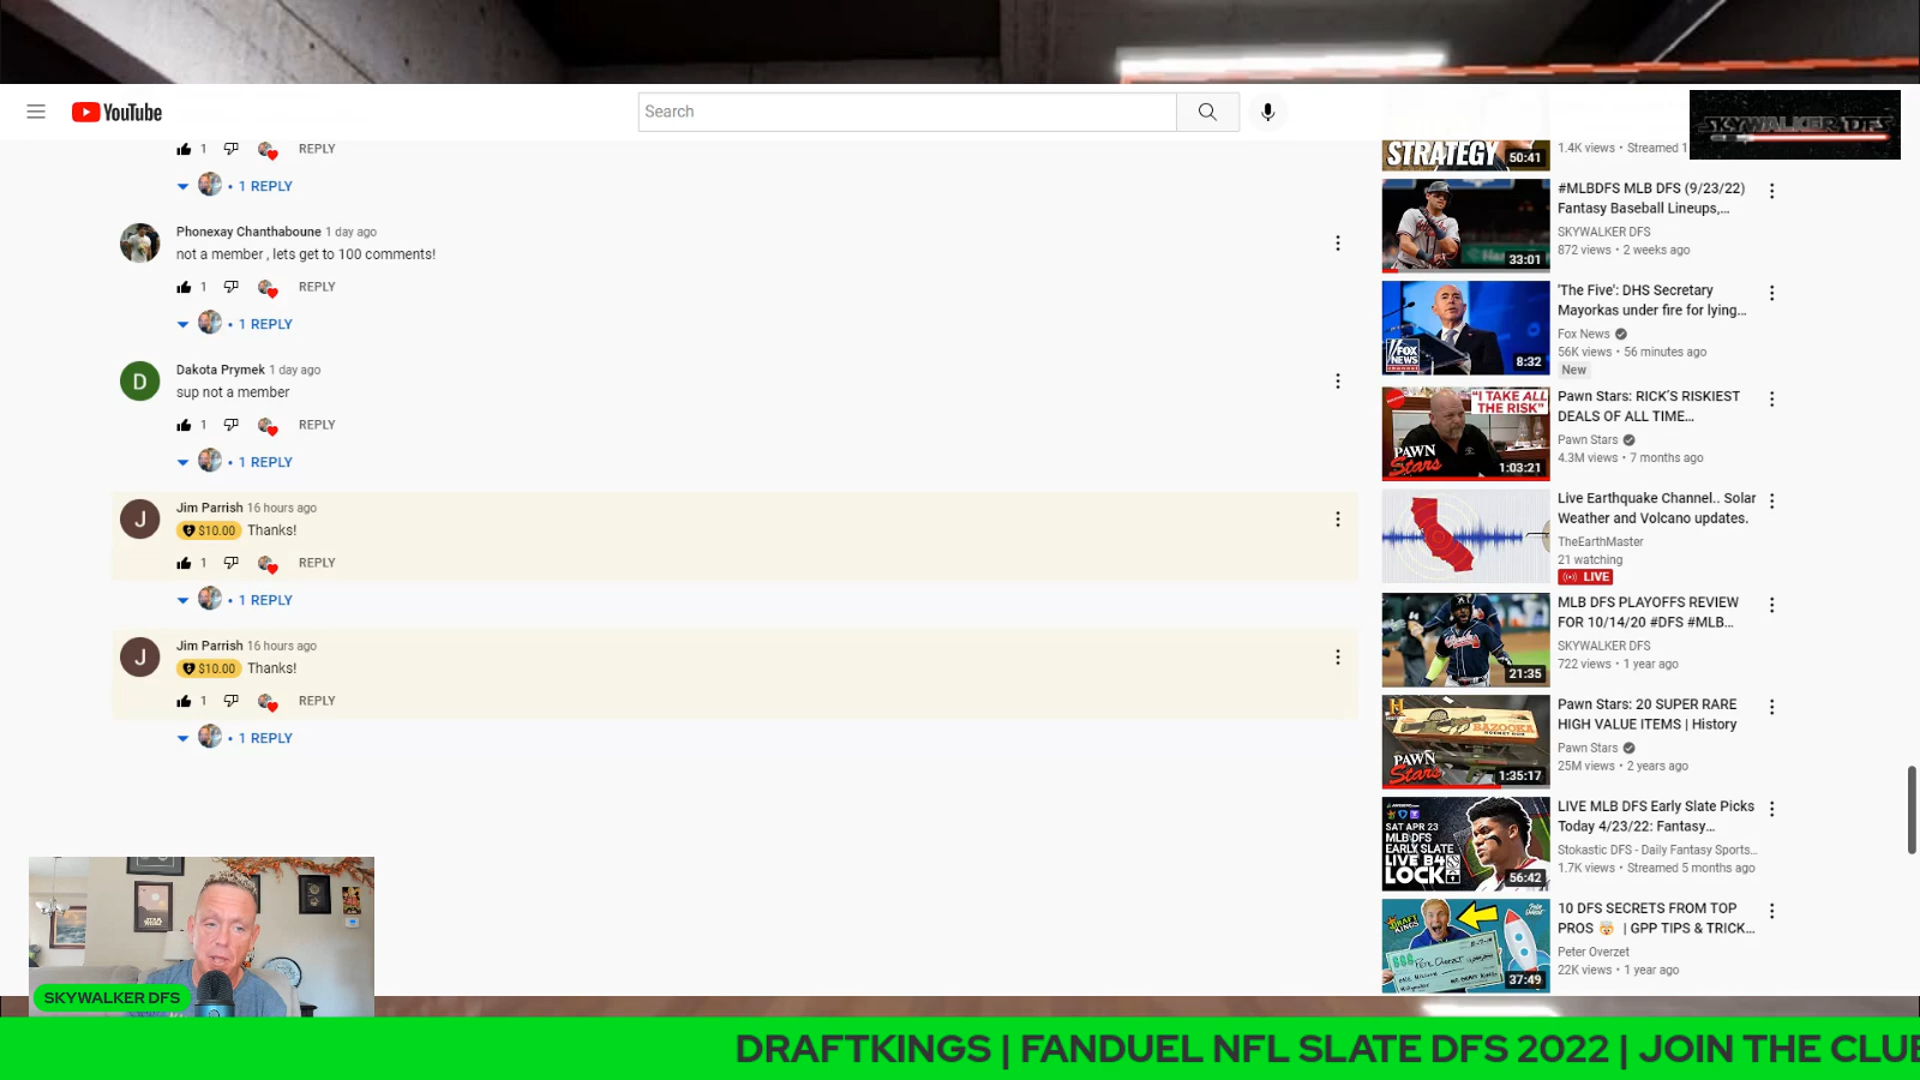 YouTube
Search
SKYWALKER DFS
1 REPLY
• 1 REPLY
Phonexay Chanthaboune 1 day ago
not a member , lets get to 100 comments!
1 REPLY
• 1 REPLY
Dakota Prymek 1 day ago
sup not a member
1 REPLY
• 1 REPLY
Jim Parrish 16 hours ago
$10.00 Thanks!
1 REPLY
• 1 REPLY
Jim Parrish 16 hours ago
$10.00 Thanks!
1 REPLY
• 1 REPLY
STRATEGY
50:41
1.4K views • Streamed 1
33:01
#MLBDFS MLB DFS (9/23/22)
Fantasy Baseball Lineups,...
SKYWALKER DFS
872 views • 2 weeks ago
FOX
NEWS
channel
8:32
'The Five': DHS Secretary
Mayorkas under fire for lying...
Fox News
56K views • 56 minutes ago
New
"I TAKE ALL
THE RISK"
PAWN
Stars
1:03:21
Pawn Stars: RICK'S RISKIEST
DEALS OF ALL TIME...
Pawn Stars
4.3M views • 7 months ago
Live Earthquake Channel.. Solar
Weather and Volcano updates.
TheEarthMaster
21 watching
LIVE
21:35
MLB DFS PLAYOFFS REVIEW
FOR 10/14/20 #DFS #MLB...
SKYWALKER DFS
722 views • 1 year ago
H
BAZOOKA
PAWN
Stars
1:35:17
Pawn Stars: 20 SUPER RARE
HIGH VALUE ITEMS | History
Pawn Stars
25M views • 2 years ago
SAT APR 23
MLB DFS
EARLY SLATE
LIVE B4
LOCK
56:42
LIVE MLB DFS Early Slate Picks
Today 4/23/22: Fantasy...
Stokastic DFS - Daily Fantasy Sports...
1.7K views • Streamed 5 months ago
DRAFT
KINGS
37:49
10 DFS SECRETS FROM TOP
PROS 🤯 | GPP TIPS & TRICK...
Peter Overzet
22K views • 1 year ago
STAR
WARS
SKYWALKER DFS
DRAFTKINGS | FANDUEL NFL SLATE DFS 2022 | JOIN THE CLUB